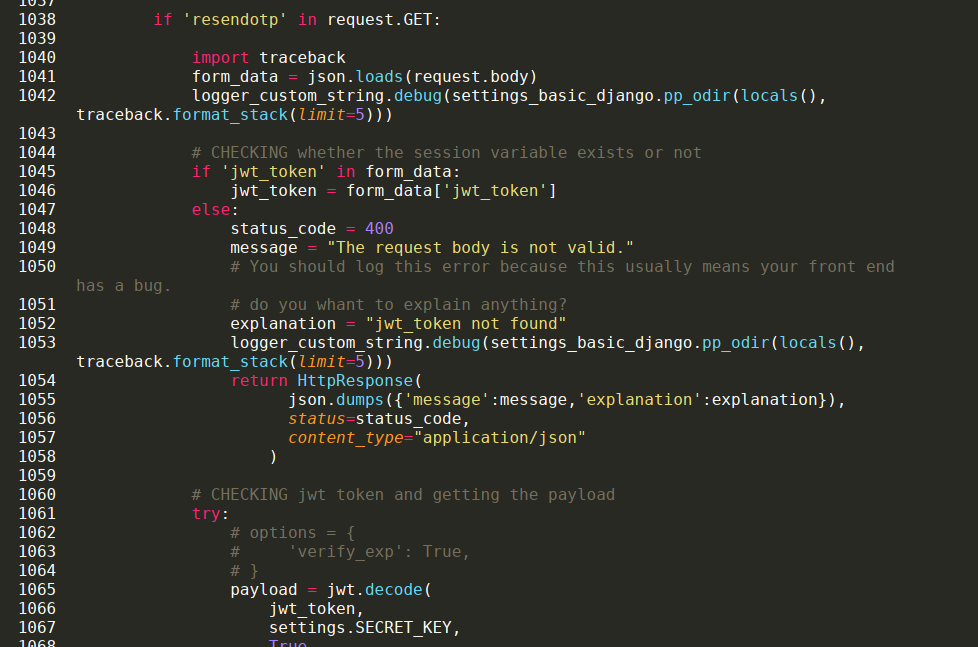 1037
1038 if 'resendotp' in request.GET:
1039
1040 import traceback
1041 form_data = json.loads(request.body)
1042 logger_custom_string.debug(settings_basic_django.pp_odir(locals(),
traceback.format_stack(limit=5)))
1043
1044 # CHECKING whether the session variable exists or not
1045 if 'jwt_token' in form_data:
1046 jwt_token = form_data['jwt_token']
1047 else:
1048 status_code = 400
1049 message = "The request body is not valid."
1050 # You should log this error because this usually means your front end
has a bug.
1051 # do you whant to explain anything?
1052 explanation = "jwt_token not found"
1053 logger_custom_string.debug(settings_basic_django.pp_odir(locals(),
traceback.format_stack(limit=5)))
1054 return HttpResponse(
1055 json.dumps({'message':message,'explanation':explanation}),
1056 status=status_code,
1057 content_type="application/json"
1058 )
1059
1060 # CHECKING jwt token and getting the payload
1061 try:
1062 # options = {
1063 #     'verify_exp': True,
1064 # }
1065 payload = jwt.decode(
1066 jwt_token,
1067 settings.SECRET_KEY,
1068 True